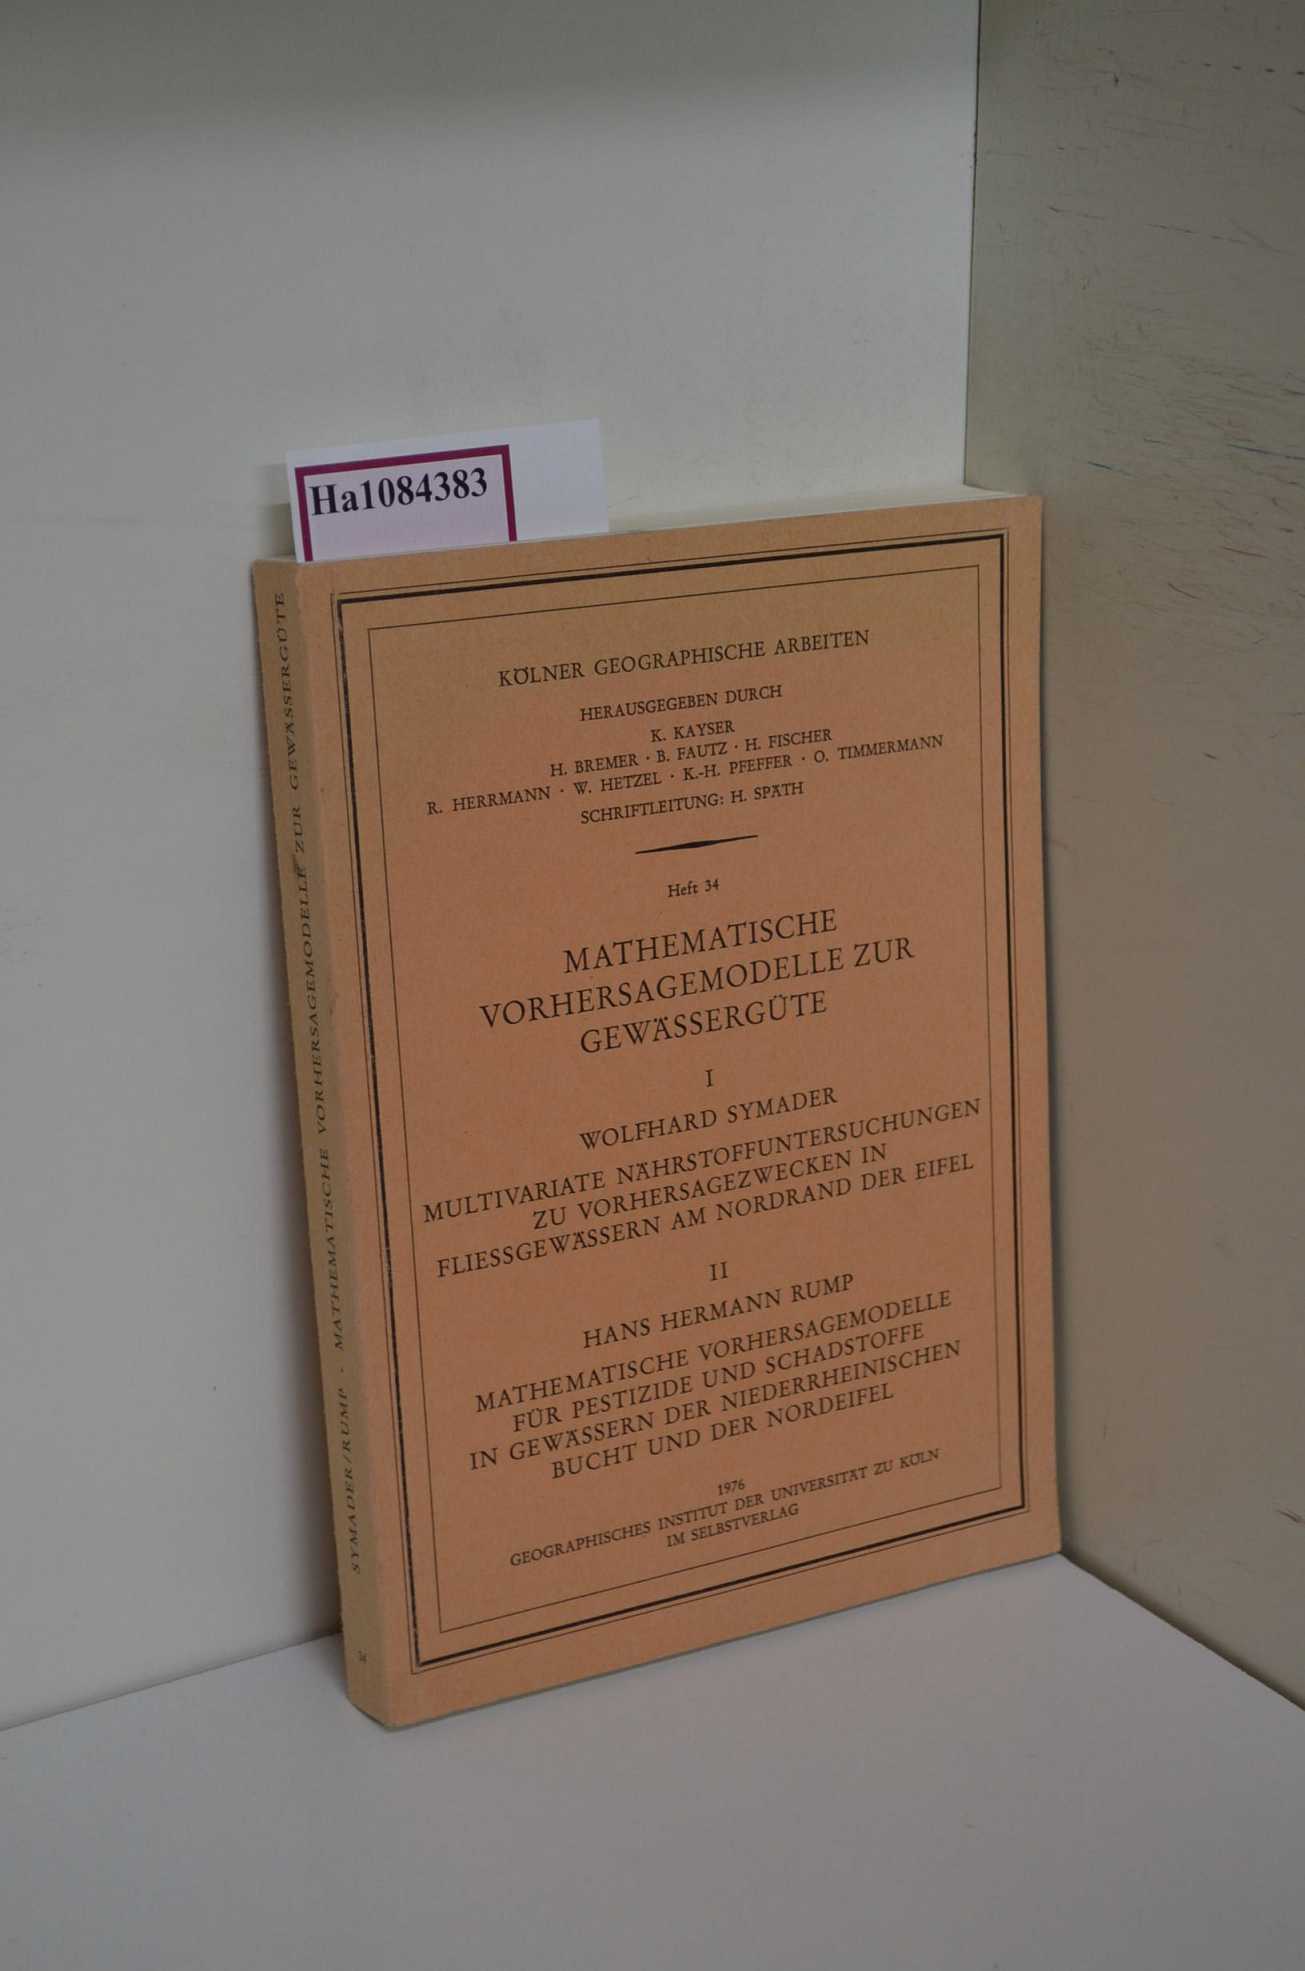 Ha1084383
KÖLNER GEOGRAPHISCHE ARBEITEN
HERAUSGEGEBEN DURCH
K. KAYSER
H. BREMER · B. FAUTZ · H. FISCHER
R. HERRMANN · W. HETZEL · K.-H. PFEFFER · O. TIMMERMANN
SCHRIFTLEITUNG: H. SPÄTH
Heft 34
MATHEMATISCHE
VORHERSAGEMODELLE ZUR
GEWÄSSERGÜTE
I
WOLFHARD SYMADER
MULTIVARIATE NÄHRSTOFFUNTERSUCHUNGEN
ZU VORHERSAGEZWECKEN IN
FLIESSGEWÄSSERN AM NORDRAND DER EIFEL
II
HANS HERMANN RUMP
MATHEMATISCHE VORHERSAGEMODELLE
FÜR PESTIZIDE UND SCHADSTOFFE
IN GEWÄSSERN DER NIEDERRHEINISCHEN
BUCHT UND DER NORDEIFEL
1976
GEOGRAPHISCHES INSTITUT DER UNIVERSITÄT ZU KÖLN
IM SELBSTVERLAG
SYMADER/RUMP · MATHEMATISCHE VORHERSAGEMODELLE ZUR GEWÄSSERGÜTE
34